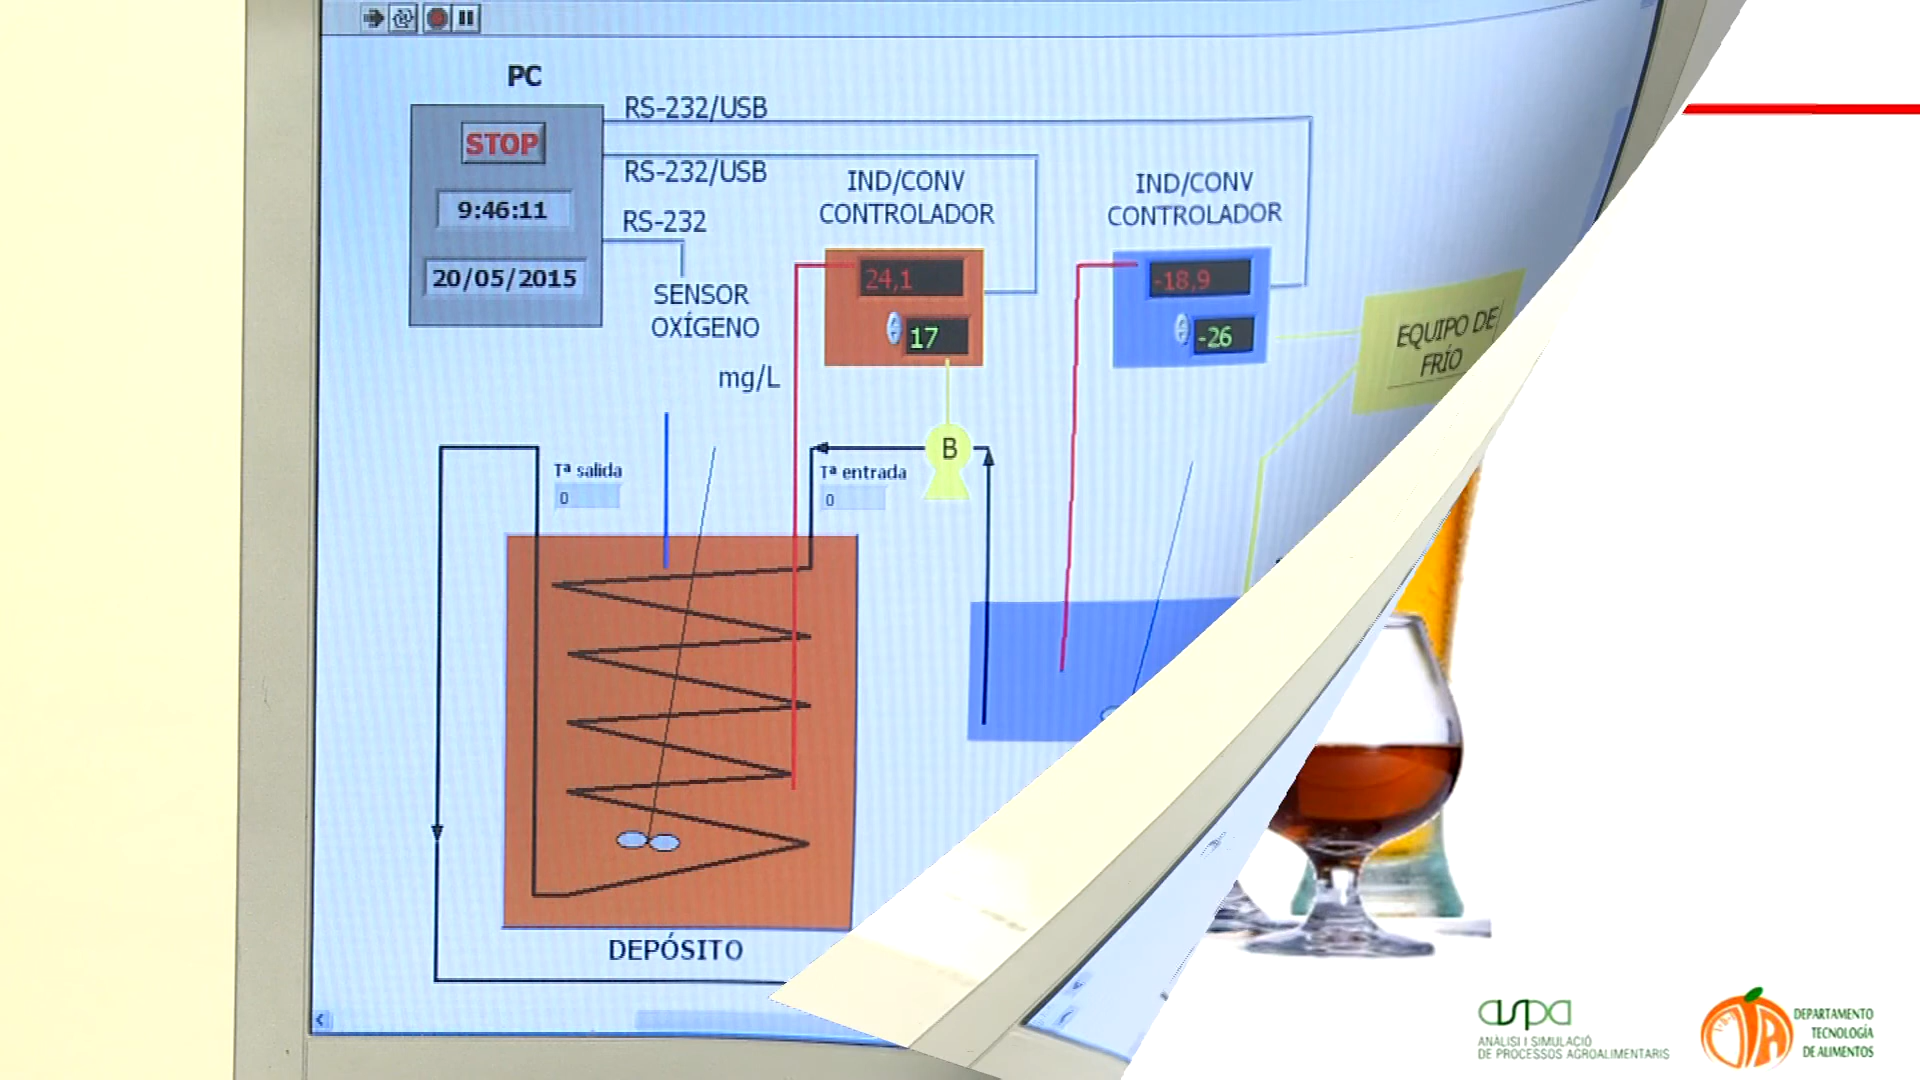 PC
STOP
9:46:11
20/05/2015
RS-232/USB
RS-232/USB
RS-232
SENSOR
OXÍGENO
mg/L
IND/CONV
CONTROLADOR
24,1
17
IND/CONV
CONTROLADOR
-18,9
-26
EQUIPO DE
FRÍO
B
Tª salida
0
Tª entrada
0
DEPÓSITO
aspa
ANÀLISI I SIMULACIÓ
DE PROCESSOS AGROALIMENTARIS
DEPARTAMENTO
TECNOLOGÍA
DE ALIMENTOS